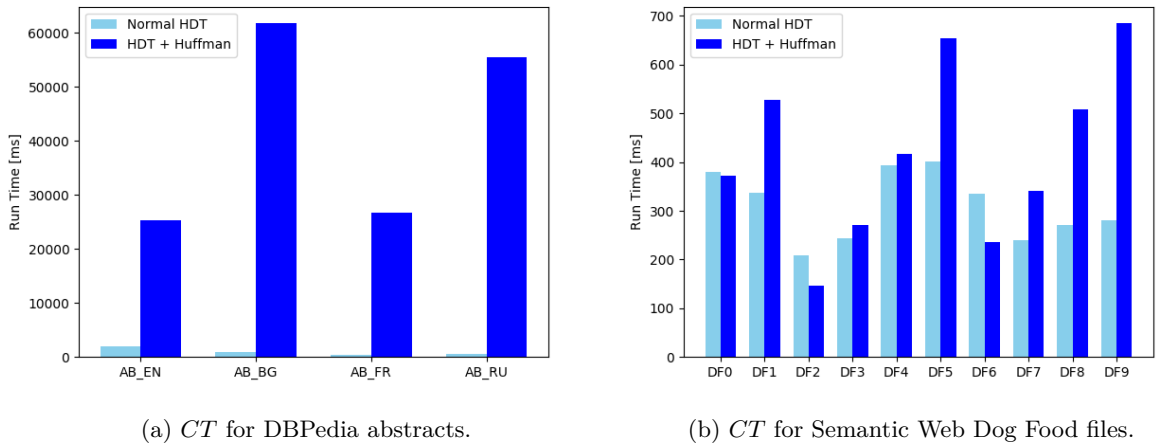 Normal HDT
HDT + Huffman
60000
50000
40000
30000
20000
10000
0
Run Time [ms]
AB_EN AB_BG AB_FR AB_RU
(a) CT for DBPedia abstracts.
Normal HDT
HDT + Huffman
700
600
500
400
300
200
100
0
Run Time [ms]
DF0 DF1 DF2 DF3 DF4 DF5 DF6 DF7 DF8 DF9
(b) CT for Semantic Web Dog Food files.